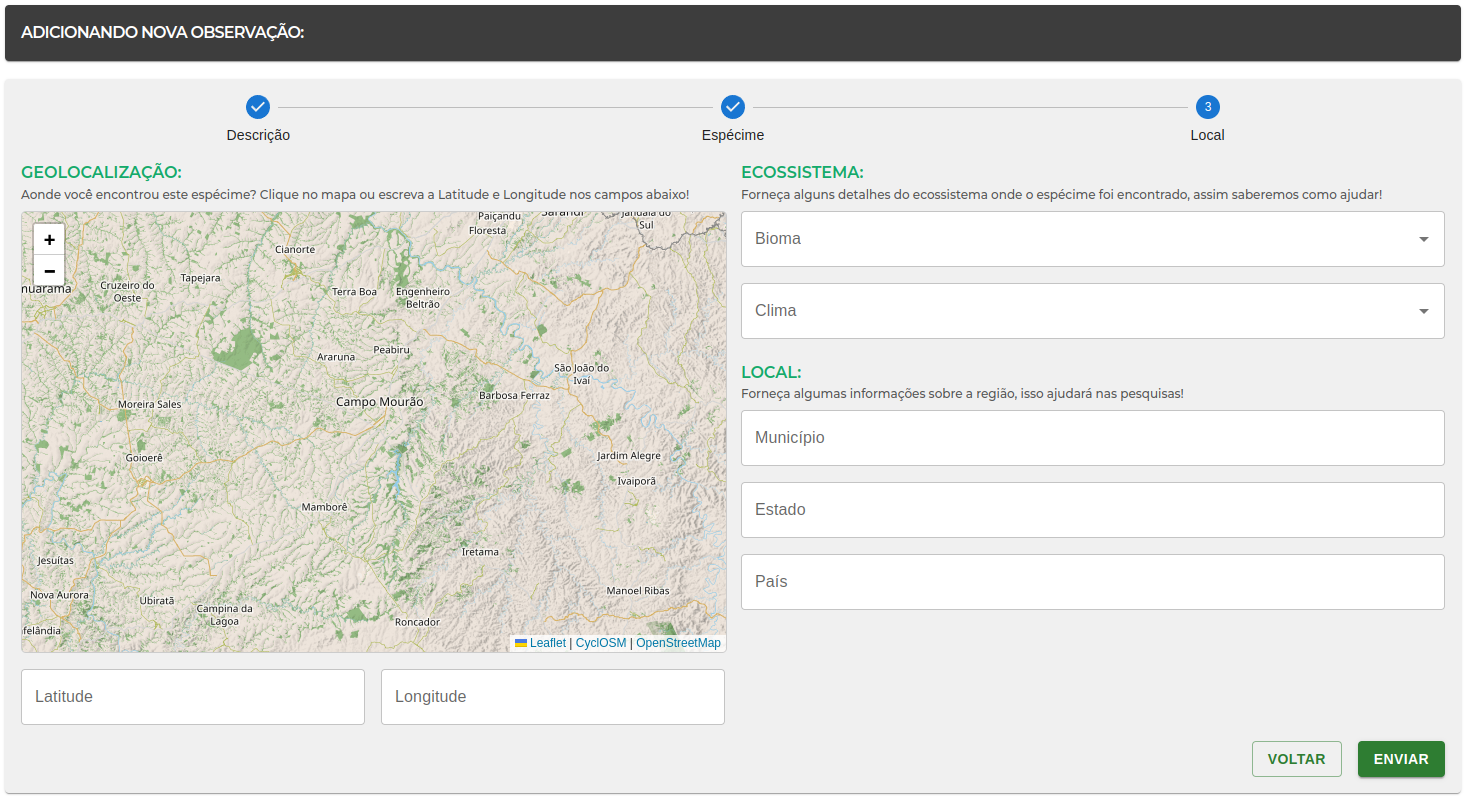 ADICIONANDO NOVA OBSERVAÇÃO:
3
Descrição
Espécime
Local
GEOLOCALIZAÇÃO:
Aonde você encontrou este espécime? Clique no mapa ou escreva a Latitude e Longitude nos campos abaixo!
+
−
Paiçandu
Floresta
Sul
Cianorte
Tapejara
Cruzeiro do
Oeste
Terra Boa
Engenheiro
Beltrão
Araruna
Peabiru
São João do
Ivaí
Moreira Sales
Campo Mourão
Barbosa Ferraz
Goioerê
Jardim Alegre
Ivaiporã
Mamborê
Iretama
Jesuítas
Nova Aurora
Ubiratã
Campina da
Lagoa
Manoel Ribas
Roncador
Leaflet | CyclOSM | OpenStreetMap
Latitude
Longitude
ECOSSISTEMA:
Forneça alguns detalhes do ecossistema onde o espécime foi encontrado, assim saberemos como ajudar!
Bioma
Clima
LOCAL:
Forneça algumas informações sobre a região, isso ajudará nas pesquisas!
Município
Estado
País
VOLTAR
ENVIAR